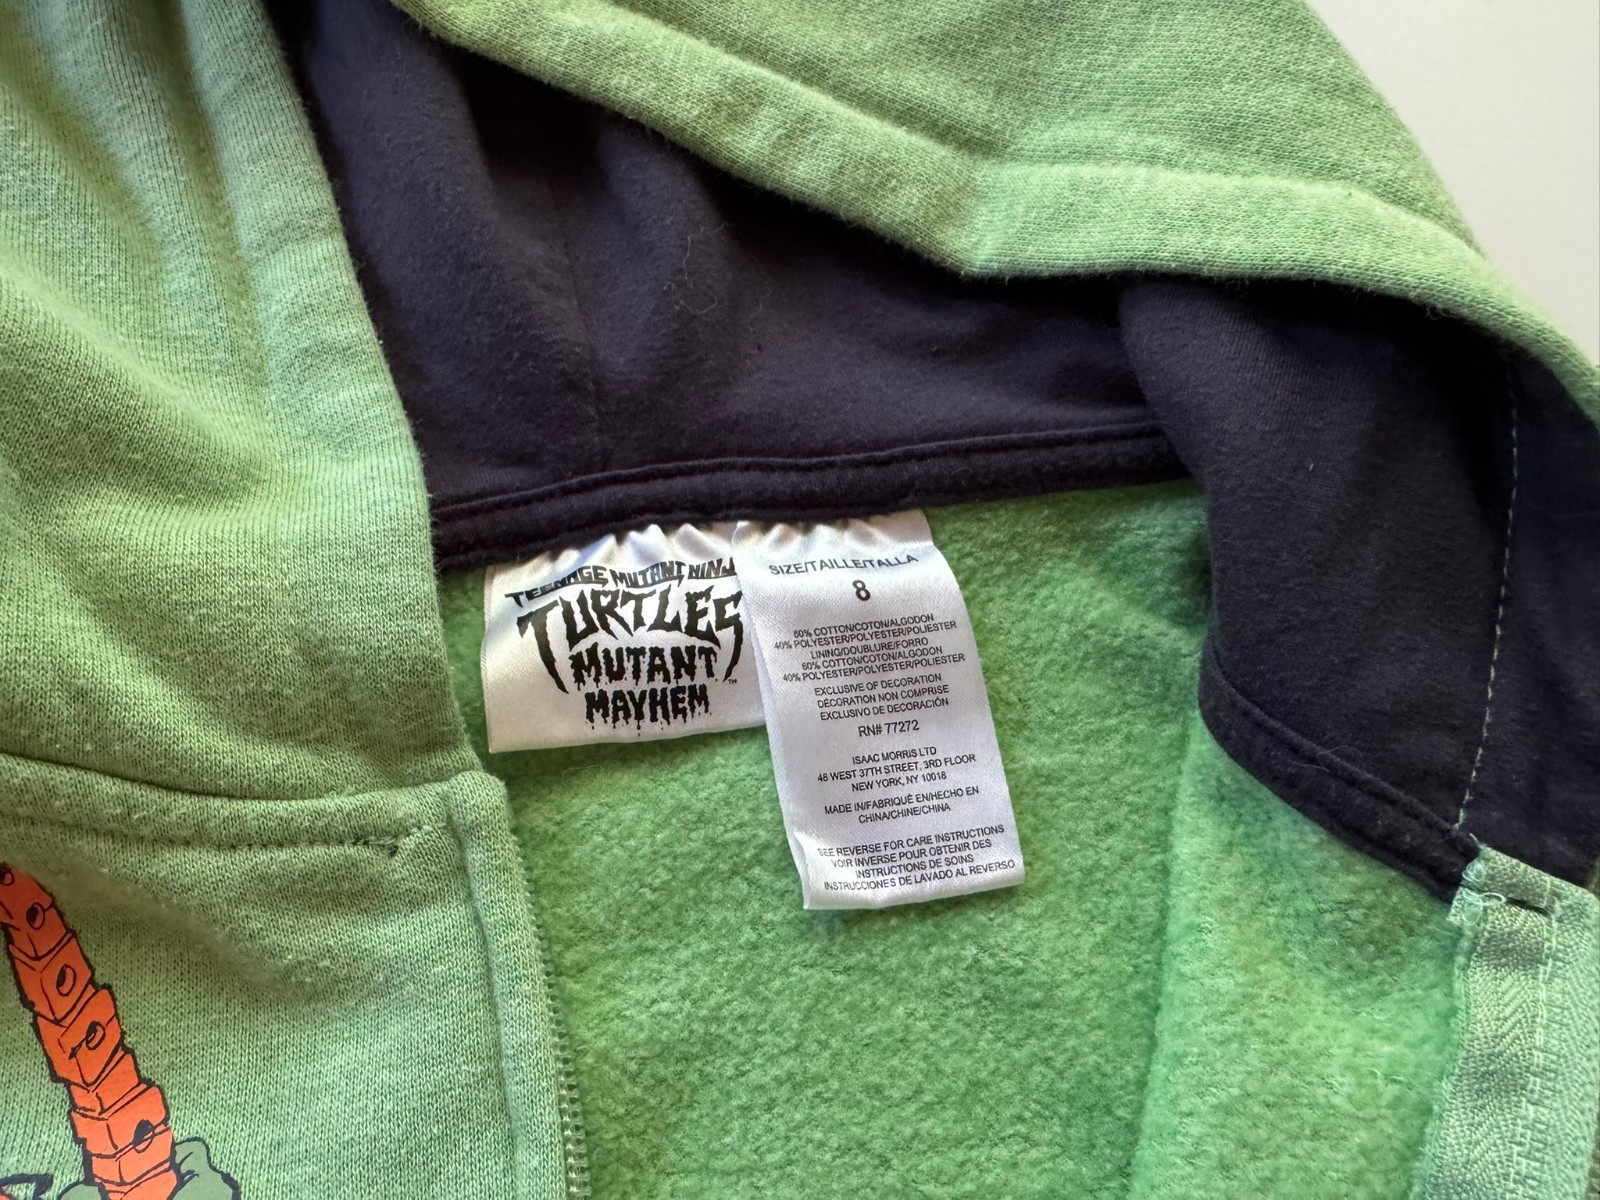 TEENAGE MUTANT NINJ
TURTLES
MUTANT
MAYHEM™
SIZE/TAILLE/TALLA
8
60% COTTON/COTON/ALGODON
40% POLYESTER/POLYESTER/POLIESTER
LINING/DOUBLURE/FORRO
60% COTTON/COTON/ALGODON
40% POLYESTER/POLYESTER/POLIESTER
EXCLUSIVE OF DECORATION
DÉCORATION NON COMPRISE
EXCLUSIVO DE DECORACIÓN
RN# 77272
ISAAC MORRIS LTD
48 WEST 37TH STREET, 3RD FLOOR
NEW YORK, NY 10018
MADE IN/FABRIQUÉ EN/HECHO EN
CHINA/CHINE/CHINA
SEE REVERSE FOR CARE INSTRUCTIONS
VOIR INVERSE POUR OBTENIR DES
INSTRUCTIONS DE SOINS
INSTRUCCIONES DE LAVADO AL REVERSO